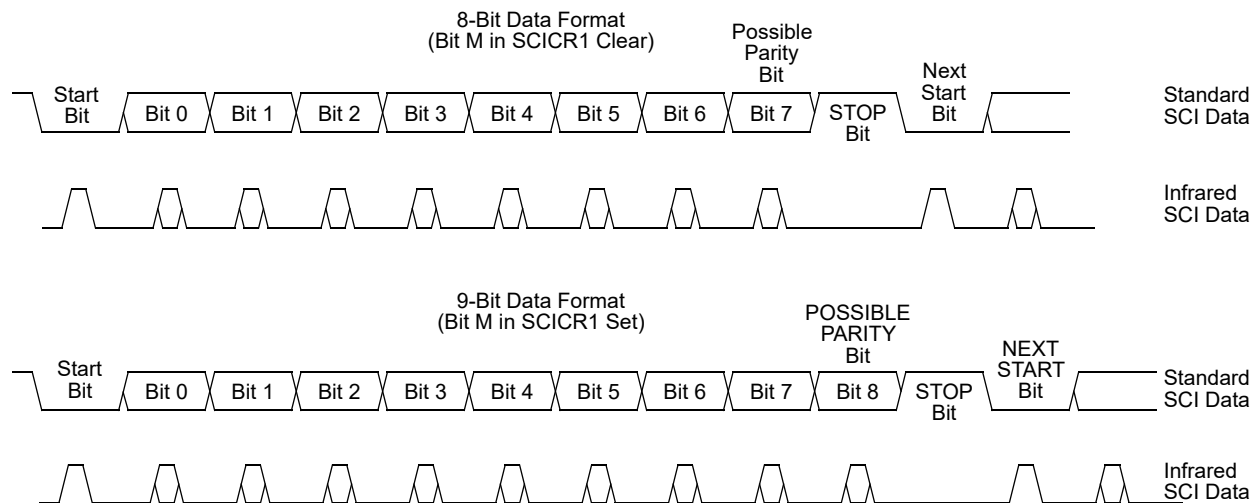 8-Bit Data Format
(Bit M in SCICR1 Clear)
Possible
Parity
Bit
Start
Bit
Bit 0
Bit 1
Bit 2
Bit 3
Bit 4
Bit 5
Bit 6
Bit 7
STOP
Bit
Next
Start
Bit
Standard
SCI Data
Infrared
SCI Data
9-Bit Data Format
(Bit M in SCICR1 Set)
POSSIBLE
PARITY
Bit
Start
Bit
Bit 0
Bit 1
Bit 2
Bit 3
Bit 4
Bit 5
Bit 6
Bit 7
Bit 8
STOP
Bit
NEXT
START
Bit
Standard
SCI Data
Infrared
SCI Data